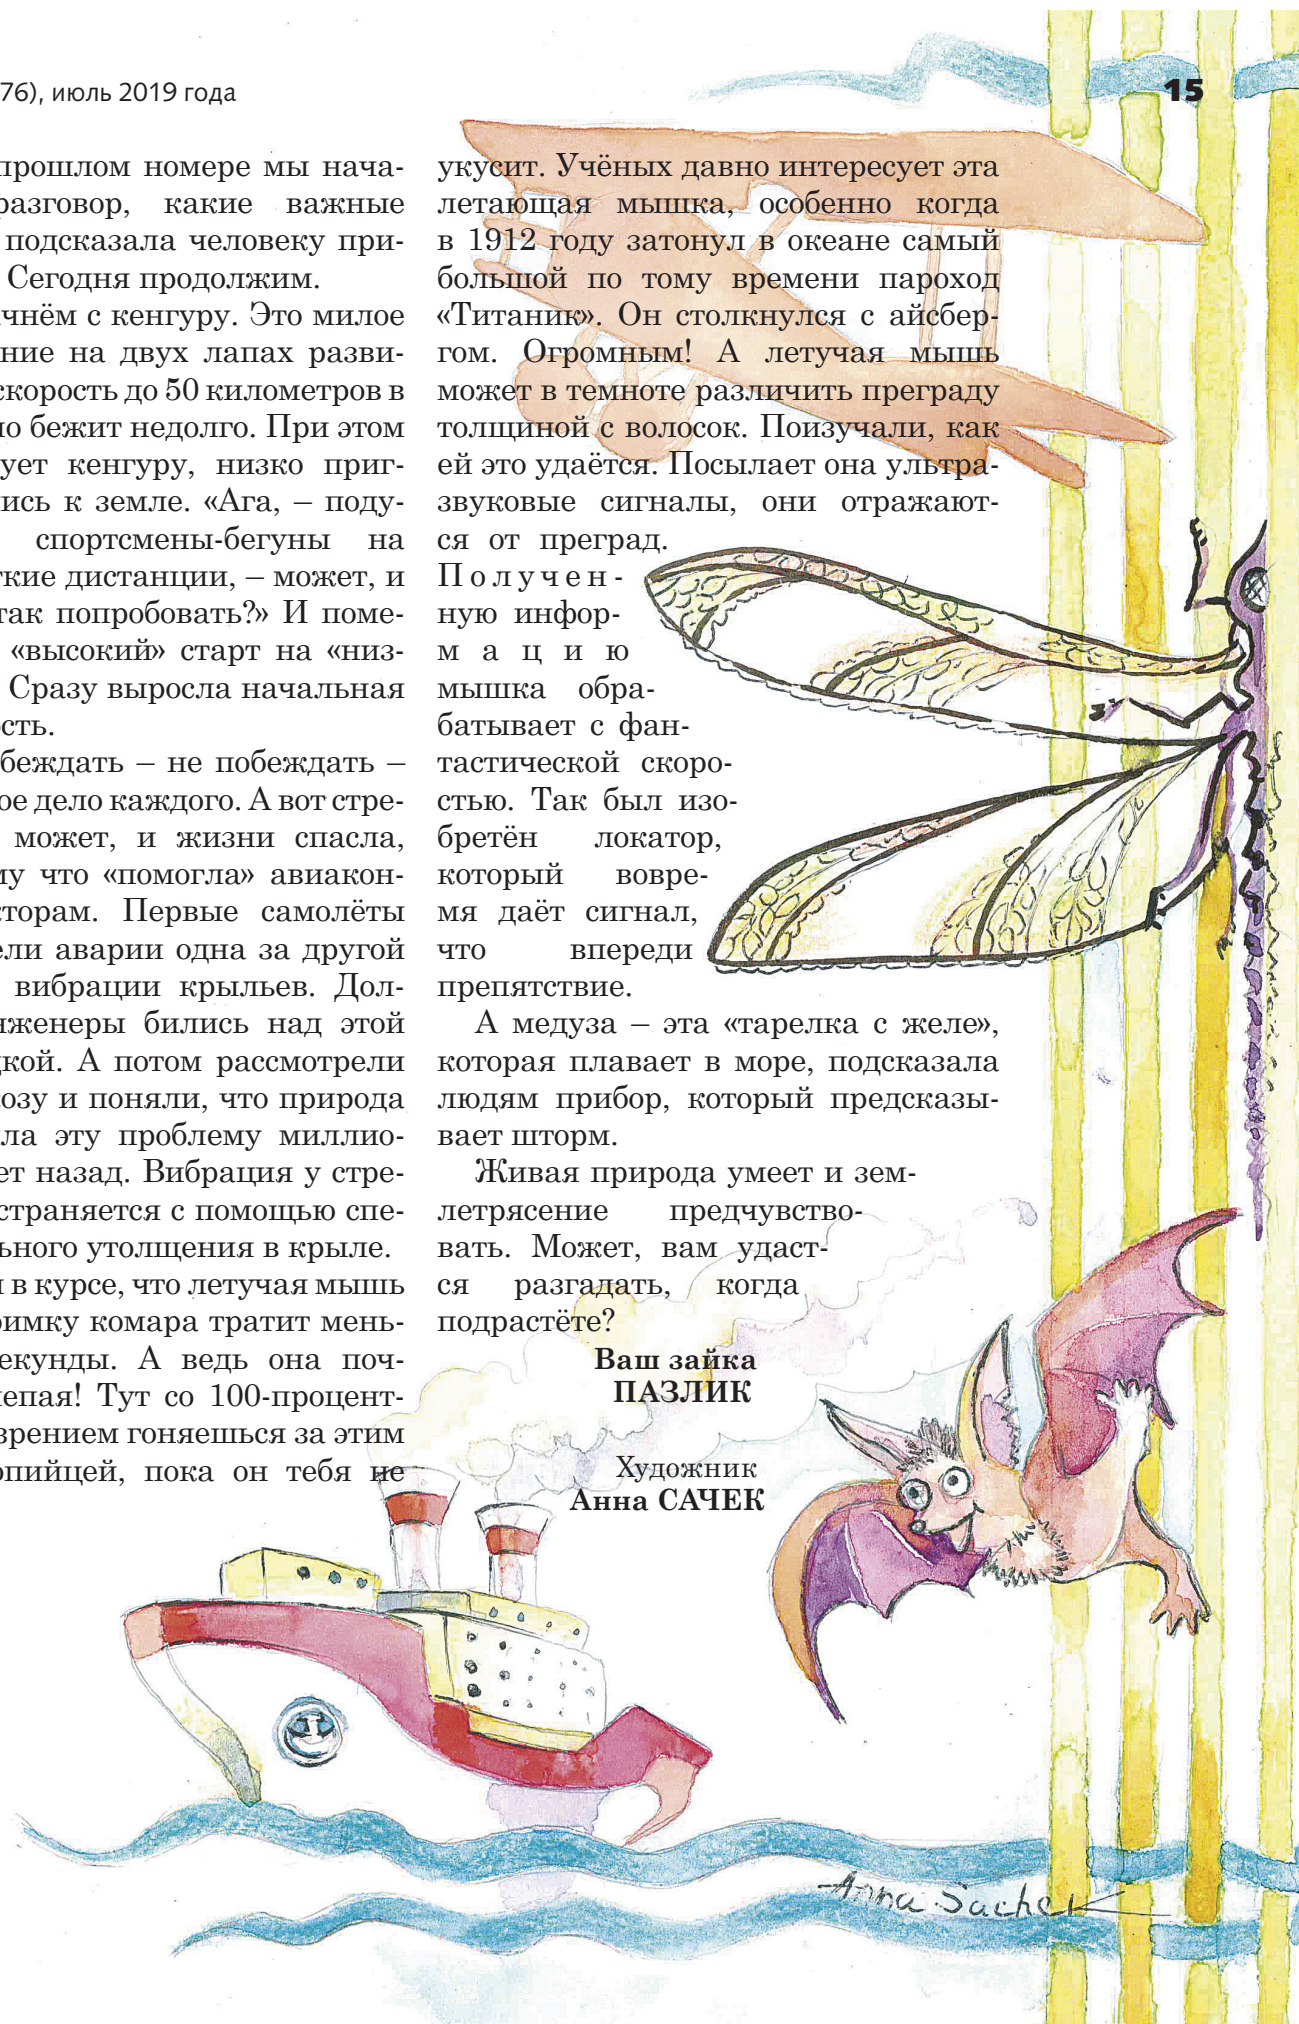 76), июль 2019 года
15
прошлом номере мы нача-
разговор, какие важные
подсказала человеку при-
Сегодня продолжим.
чнём с кенгуру. Это милое
ние на двух лапах разви-
скорость до 50 километров в
но бежит недолго. При этом
ует кенгуру, низко приг-
ись к земле. «Ага, – поду-
спортсмены-бегуны на
ткие дистанции, – может, и
так попробовать?» И поме-
«высокий» старт на «низ-
Сразу выросла начальная
ость.
беждать – не побеждать –
ое дело каждого. А вот стре-
может, и жизни спасла,
му что «помогла» авиакон-
кторам. Первые самолёты
ели аварии одна за другой
вибрации крыльев. Дол-
нженеры бились над этой
дкой. А потом рассмотрели
озу и поняли, что природа
ла эту проблему миллио-
ет назад. Вибрация у стре-
страняется с помощью спе-
ьного утолщения в крыле.
в курсе, что летучая мышь
римку комара тратит мень-
екунды. А ведь она поч-
лепая! Тут со 100-процент-
зрением гоняешься за этим
опийцей, пока он тебя не
укусит. Учёных давно интересует эта
летающая мышка, особенно когда
в 1912 году затонул в океане самый
большой по тому времени пароход
«Титаник». Он столкнулся с айсбер-
гом. Огромным! А летучая мышь
может в темноте различить преграду
толщиной с волосок. Поизучали, как
ей это удаётся. Посылает она ультра-
звуковые сигналы, они отражают-
ся от преград.
Получен-
ную инфор-
мацию
мышка обра-
батывает с фан-
тастической скоро-
стью. Так был изо-
бретён локатор,
который вовре-
мя даёт сигнал,
что впереди
препятствие.
А медуза – эта «тарелка с желе»,
которая плавает в море, подсказала
людям прибор, который предсказы-
вает шторм.
Живая природа умеет и зем-
летрясение предчувство-
вать. Может, вам удаст-
ся разгадать, когда
подрастёте?
Ваш зайка
ПАЗЛИК
Художник
Анна САЧЕК
Anna Sachek